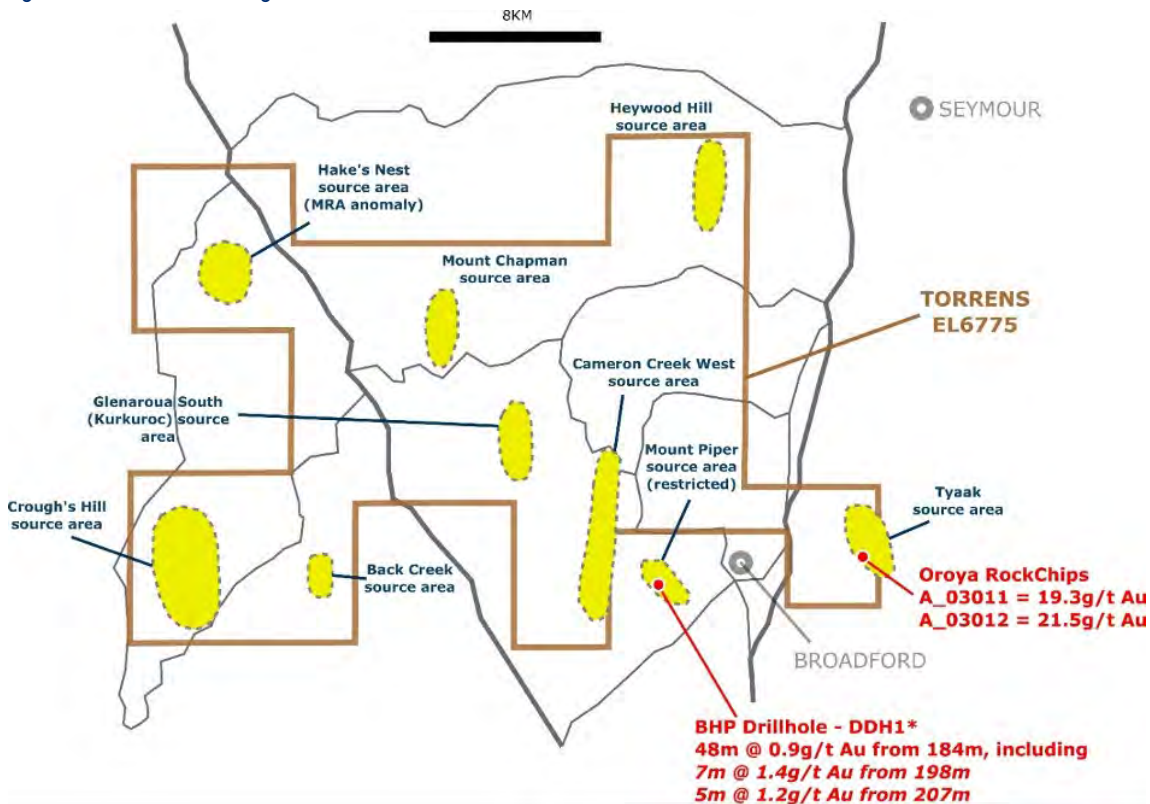 8KM
SEYMOUR
Heywood Hill
source area
Hake's Nest
source area
(MRA anomaly)
Mount Chapman
source area
TORRENS
EL6775
Cameron Creek West
source area
Glenaroua South
(Kurkuroc) source
area
Mount Piper
source area
(restricted)
Crough's Hill
source area
Tyaak
source area
Back Creek
source area
Oroya RockChips
A_03011 = 19.3g/t Au
A_03012 = 21.5g/t Au
BROADFORD
BHP Drillhole - DDH1*
48m @ 0.9g/t Au from 184m, including
7m @ 1.4g/t Au from 198m
5m @ 1.2g/t Au from 207m